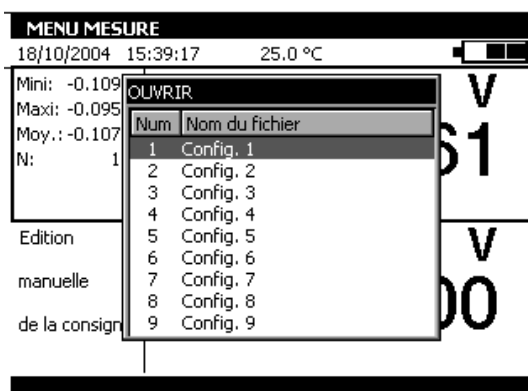 MENU MESURE
18/10/2004 15:39:17 25.0 °C
Mini: -0.109
Maxi: -0.095
Moy.: -0.107
N: 1
V
61
OUVRIR
Num Nom du fichier
1 Config. 1
2 Config. 2
3 Config. 3
4 Config. 4
5 Config. 5
6 Config. 6
7 Config. 7
8 Config. 8
9 Config. 9
Edition
manuelle
de la consign
V
00